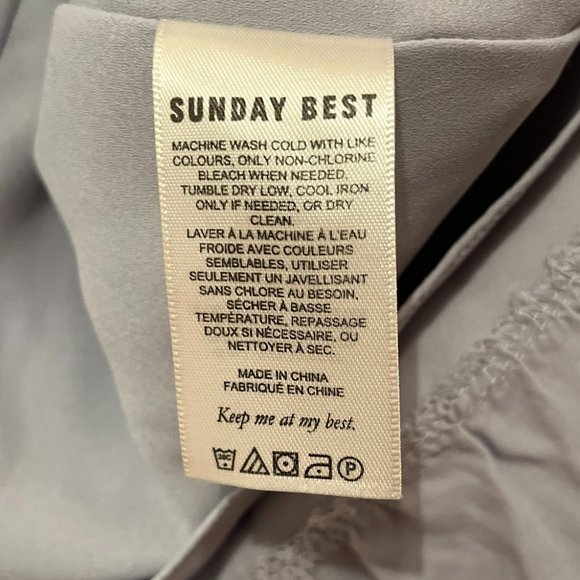 SUNDAY BEST
MACHINE WASH COLD WITH LIKE
COLOURS, ONLY NON-CHLORINE
BLEACH WHEN NEEDED.
TUMBLE DRY LOW, COOL IRON
ONLY IF NEEDED, OR DRY
CLEAN.
LAVER À LA MACHINE À L'EAU
FROIDE AVEC COULEURS
SEMBLABLES, UTILISER
SEULEMENT UN JAVELLISANT
SANS CHLORE AU BESOIN,
SÉCHER À BASSE
TEMPÉRATURE, REPASSAGE
DOUX SI NÉCESSAIRE, OU
NETTOYER À SEC.
MADE IN CHINA
FABRIQUÉ EN CHINE
Keep me at my best.
30C P